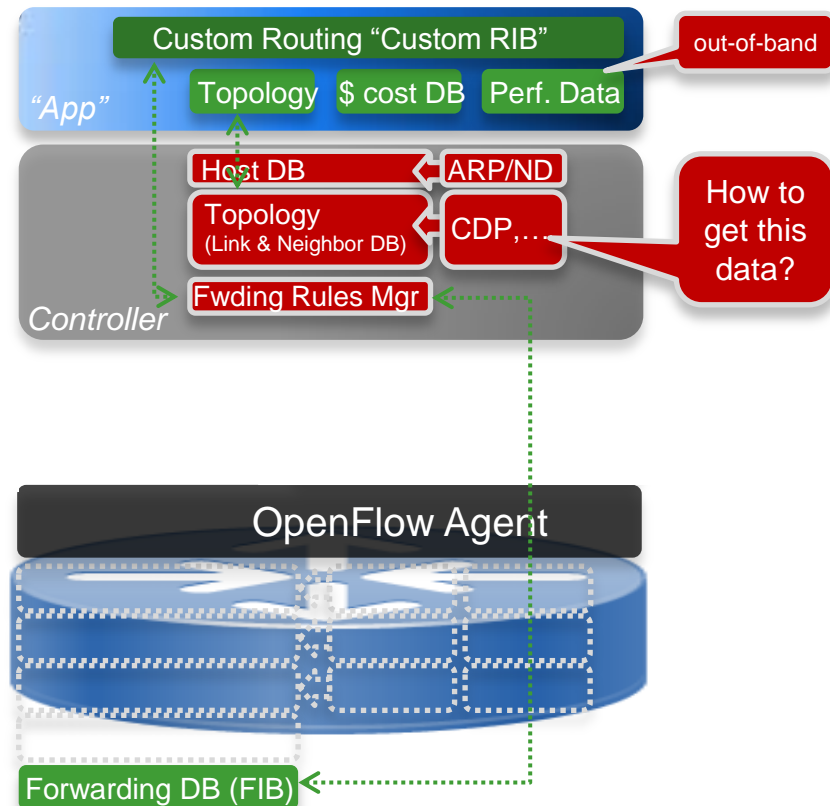 Custom Routing “Custom RIB”
out-of-band
Topology
$ cost DB
Perf. Data
“App”
Host DB
ARP/ND
Topology
(Link & Neighbor DB)
CDP,…
How to
get this
data?
Fwding Rules Mgr
Controller
OpenFlow Agent
Forwarding DB (FIB)